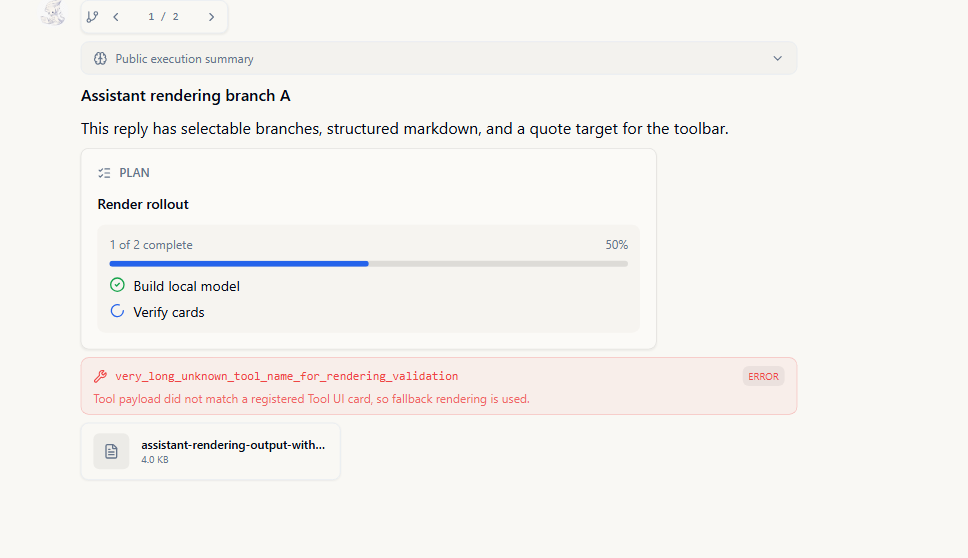 1 / 2
Public execution summary
Assistant rendering branch A
This reply has selectable branches, structured markdown, and a quote target for the toolbar.
PLAN
Render rollout
1 of 2 complete 50%
Build local model
Verify cards
very_long_unknown_tool_name_for_rendering_validation ERROR
Tool payload did not match a registered Tool UI card, so fallback rendering is used.
assistant-rendering-output-with...
4.0 KB